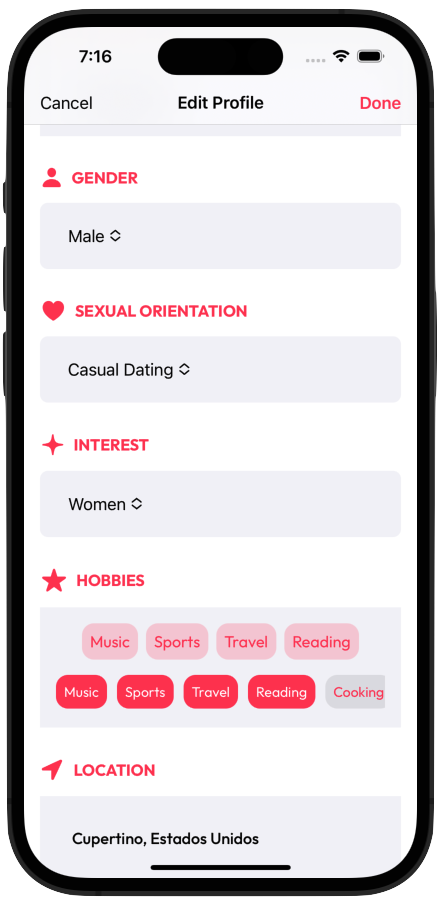 7:16
Cancel Edit Profile Done
GENDER
Male
SEXUAL ORIENTATION
Casual Dating
INTEREST
Women
HOBBIES
Music Sports Travel Reading
Music Sports Travel Reading Cooking
LOCATION
Cupertino, Estados Unidos